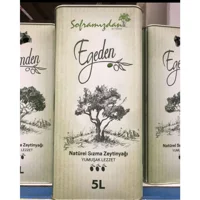 Soframızdan
Egeden
Natürel Sızma Zeytinyağı
YUMUŞAK LEZZET
5L